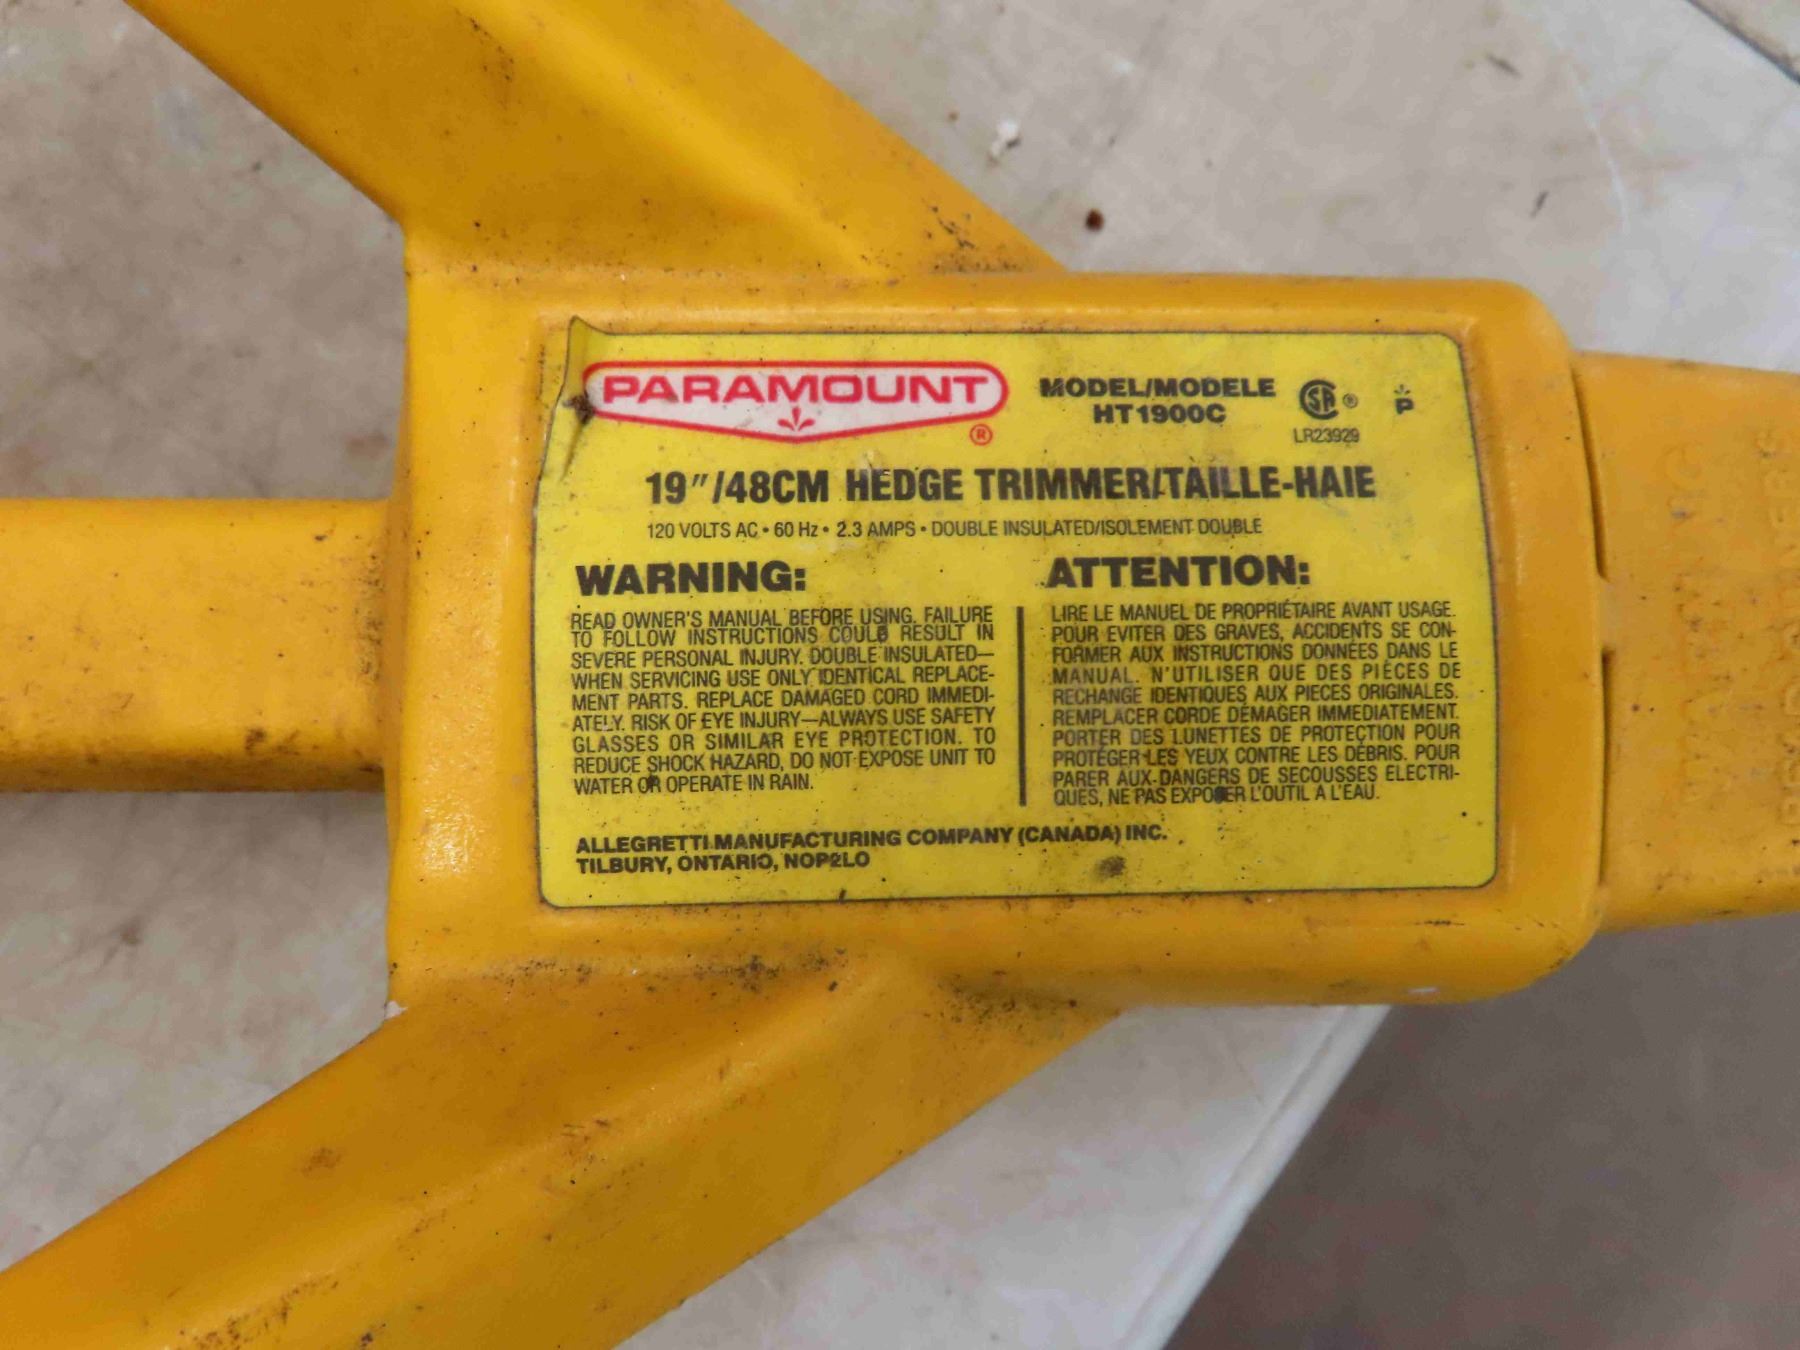 PARAMOUNT
®
MODEL/MODELE
HT1900C
CSA ®
LR23929
P
19"/48CM HEDGE TRIMMER/TAILLE-HAIE
120 VOLTS AC • 60 Hz • 2.3 AMPS • DOUBLE INSULATED/ISOLEMENT DOUBLE
WARNING:
READ OWNER'S MANUAL BEFORE USING. FAILURE
TO FOLLOW INSTRUCTIONS COULD RESULT IN
SEVERE PERSONAL INJURY. DOUBLE INSULATED—
WHEN SERVICING USE ONLY IDENTICAL REPLACE-
MENT PARTS. REPLACE DAMAGED CORD IMMEDI-
ATELY. RISK OF EYE INJURY—ALWAYS USE SAFETY
GLASSES OR SIMILAR EYE PROTECTION. TO
REDUCE SHOCK HAZARD, DO NOT EXPOSE UNIT TO
WATER OR OPERATE IN RAIN.
ATTENTION:
LIRE LE MANUEL DE PROPRIÉTAIRE AVANT USAGE.
POUR EVITER DES GRAVES, ACCIDENTS SE CON-
FORMER AUX INSTRUCTIONS DONNÉES DANS LE
MANUAL. N'UTILISER QUE DES PIÈCES DE
RECHANGE IDENTIQUES AUX PIECES ORIGINALES.
REMPLACER CORDE DÉMAGER IMMEDIATEMENT.
PORTER DES LUNETTES DE PROTECTION POUR
PROTÉGER LES YEUX CONTRE LES DÉBRIS. POUR
PARER AUX DANGERS DE SECOUSSES ELECTRI-
QUES, NE PAS EXPOSER L'OUTIL A L'EAU.
ALLEGRETTI MANUFACTURING COMPANY (CANADA) INC.
TILBURY, ONTARIO, NOP2LO